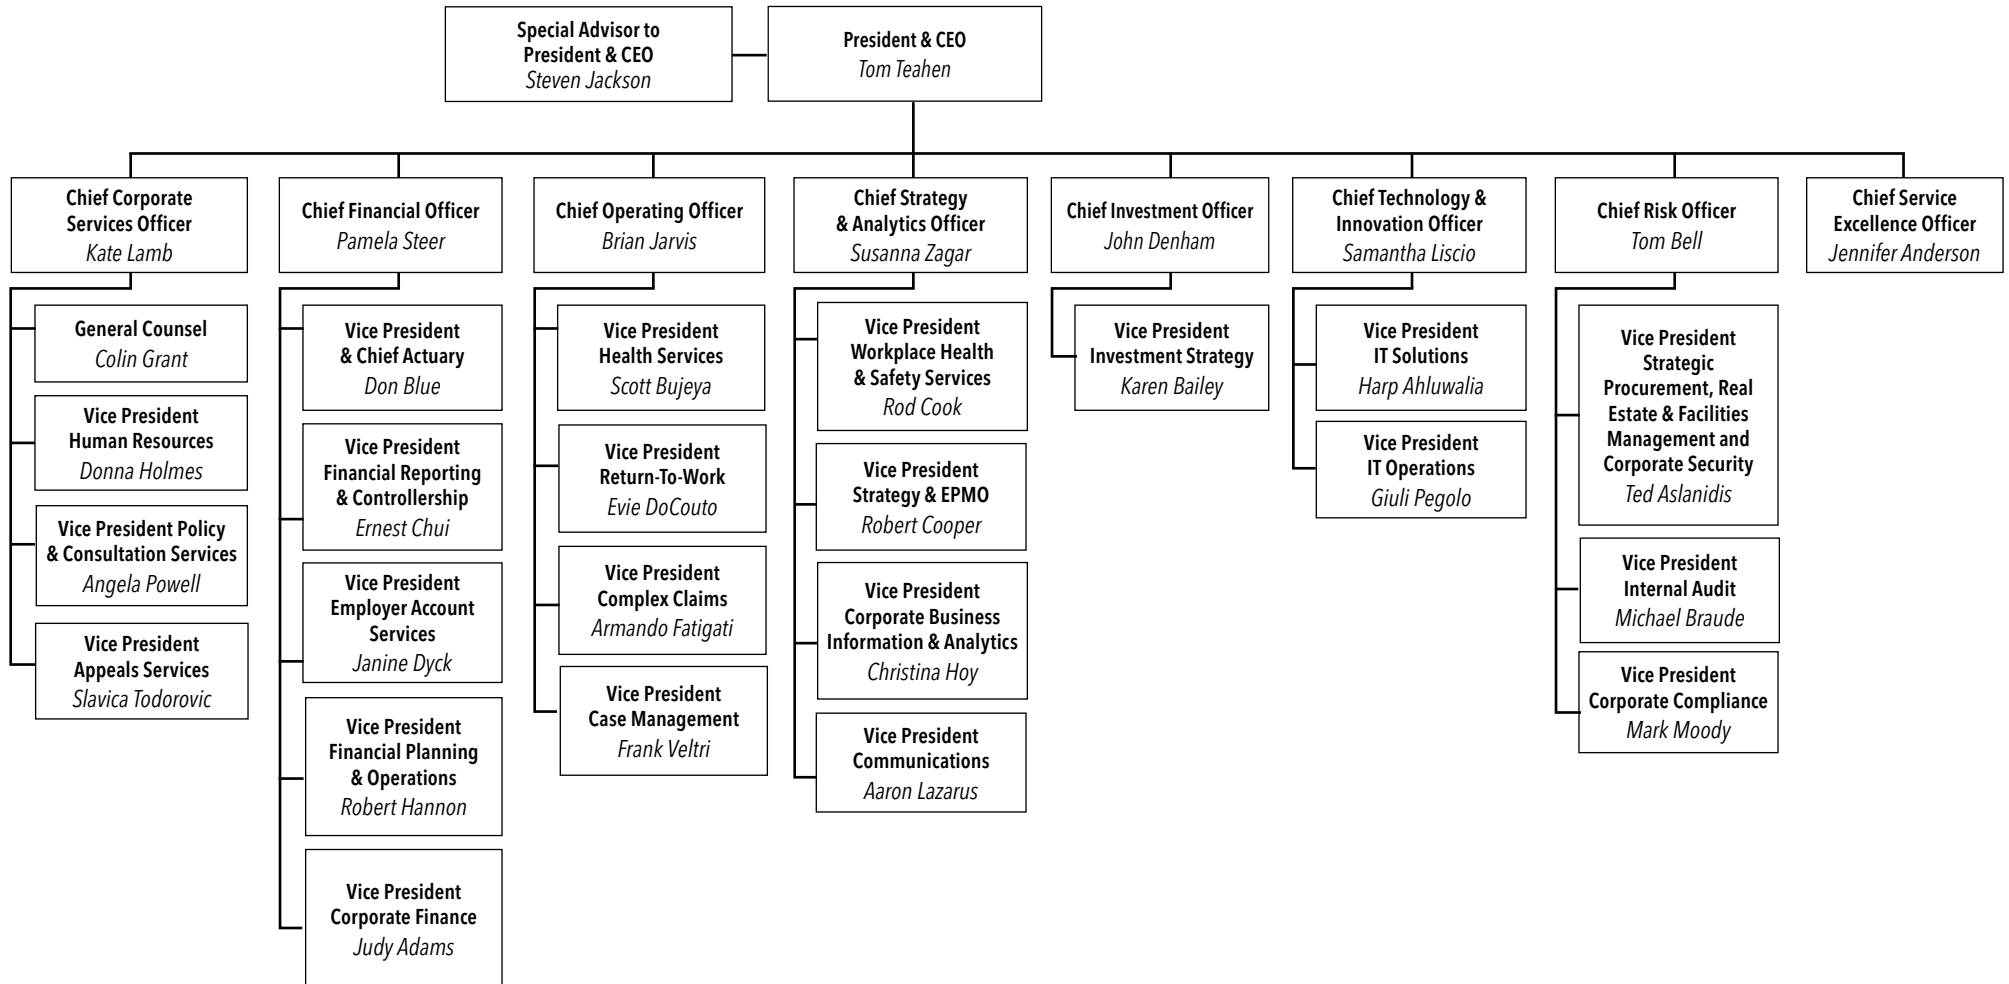 Special Advisor to
President & CEO
Steven Jackson
President & CEO
Tom Teahen
Chief Corporate
Services Officer
Kate Lamb
General Counsel
Colin Grant
Vice President
Human Resources
Donna Holmes
Vice President Policy
& Consultation Services
Angela Powell
Vice President
Appeals Services
Slavica Todorovic
Chief Financial Officer
Pamela Steer
Vice President
& Chief Actuary
Don Blue
Vice President
Financial Reporting
& Controllership
Ernest Chui
Vice President
Employer Account
Services
Janine Dyck
Vice President
Financial Planning
& Operations
Robert Hannon
Vice President
Corporate Finance
Judy Adams
Chief Operating Officer
Brian Jarvis
Vice President
Health Services
Scott Bujeya
Vice President
Return-To-Work
Evie DoCouto
Vice President
Complex Claims
Armando Fatigati
Vice President
Case Management
Frank Veltri
Chief Strategy
& Analytics Officer
Susanna Zagar
Vice President
Workplace Health
& Safety Services
Rod Cook
Vice President
Strategy & EPMO
Robert Cooper
Vice President
Corporate Business
Information & Analytics
Christina Hoy
Vice President
Communications
Aaron Lazarus
Chief Investment Officer
John Denham
Vice President
Investment Strategy
Karen Bailey
Chief Technology &
Innovation Officer
Samantha Liscio
Vice President
IT Solutions
Harp Ahluwalia
Vice President
IT Operations
Giuli Pegolo
Chief Risk Officer
Tom Bell
Vice President
Strategic
Procurement, Real
Estate & Facilities
Management and
Corporate Security
Ted Aslanidis
Vice President
Internal Audit
Michael Braude
Vice President
Corporate Compliance
Mark Moody
Chief Service
Excellence Officer
Jennifer Anderson